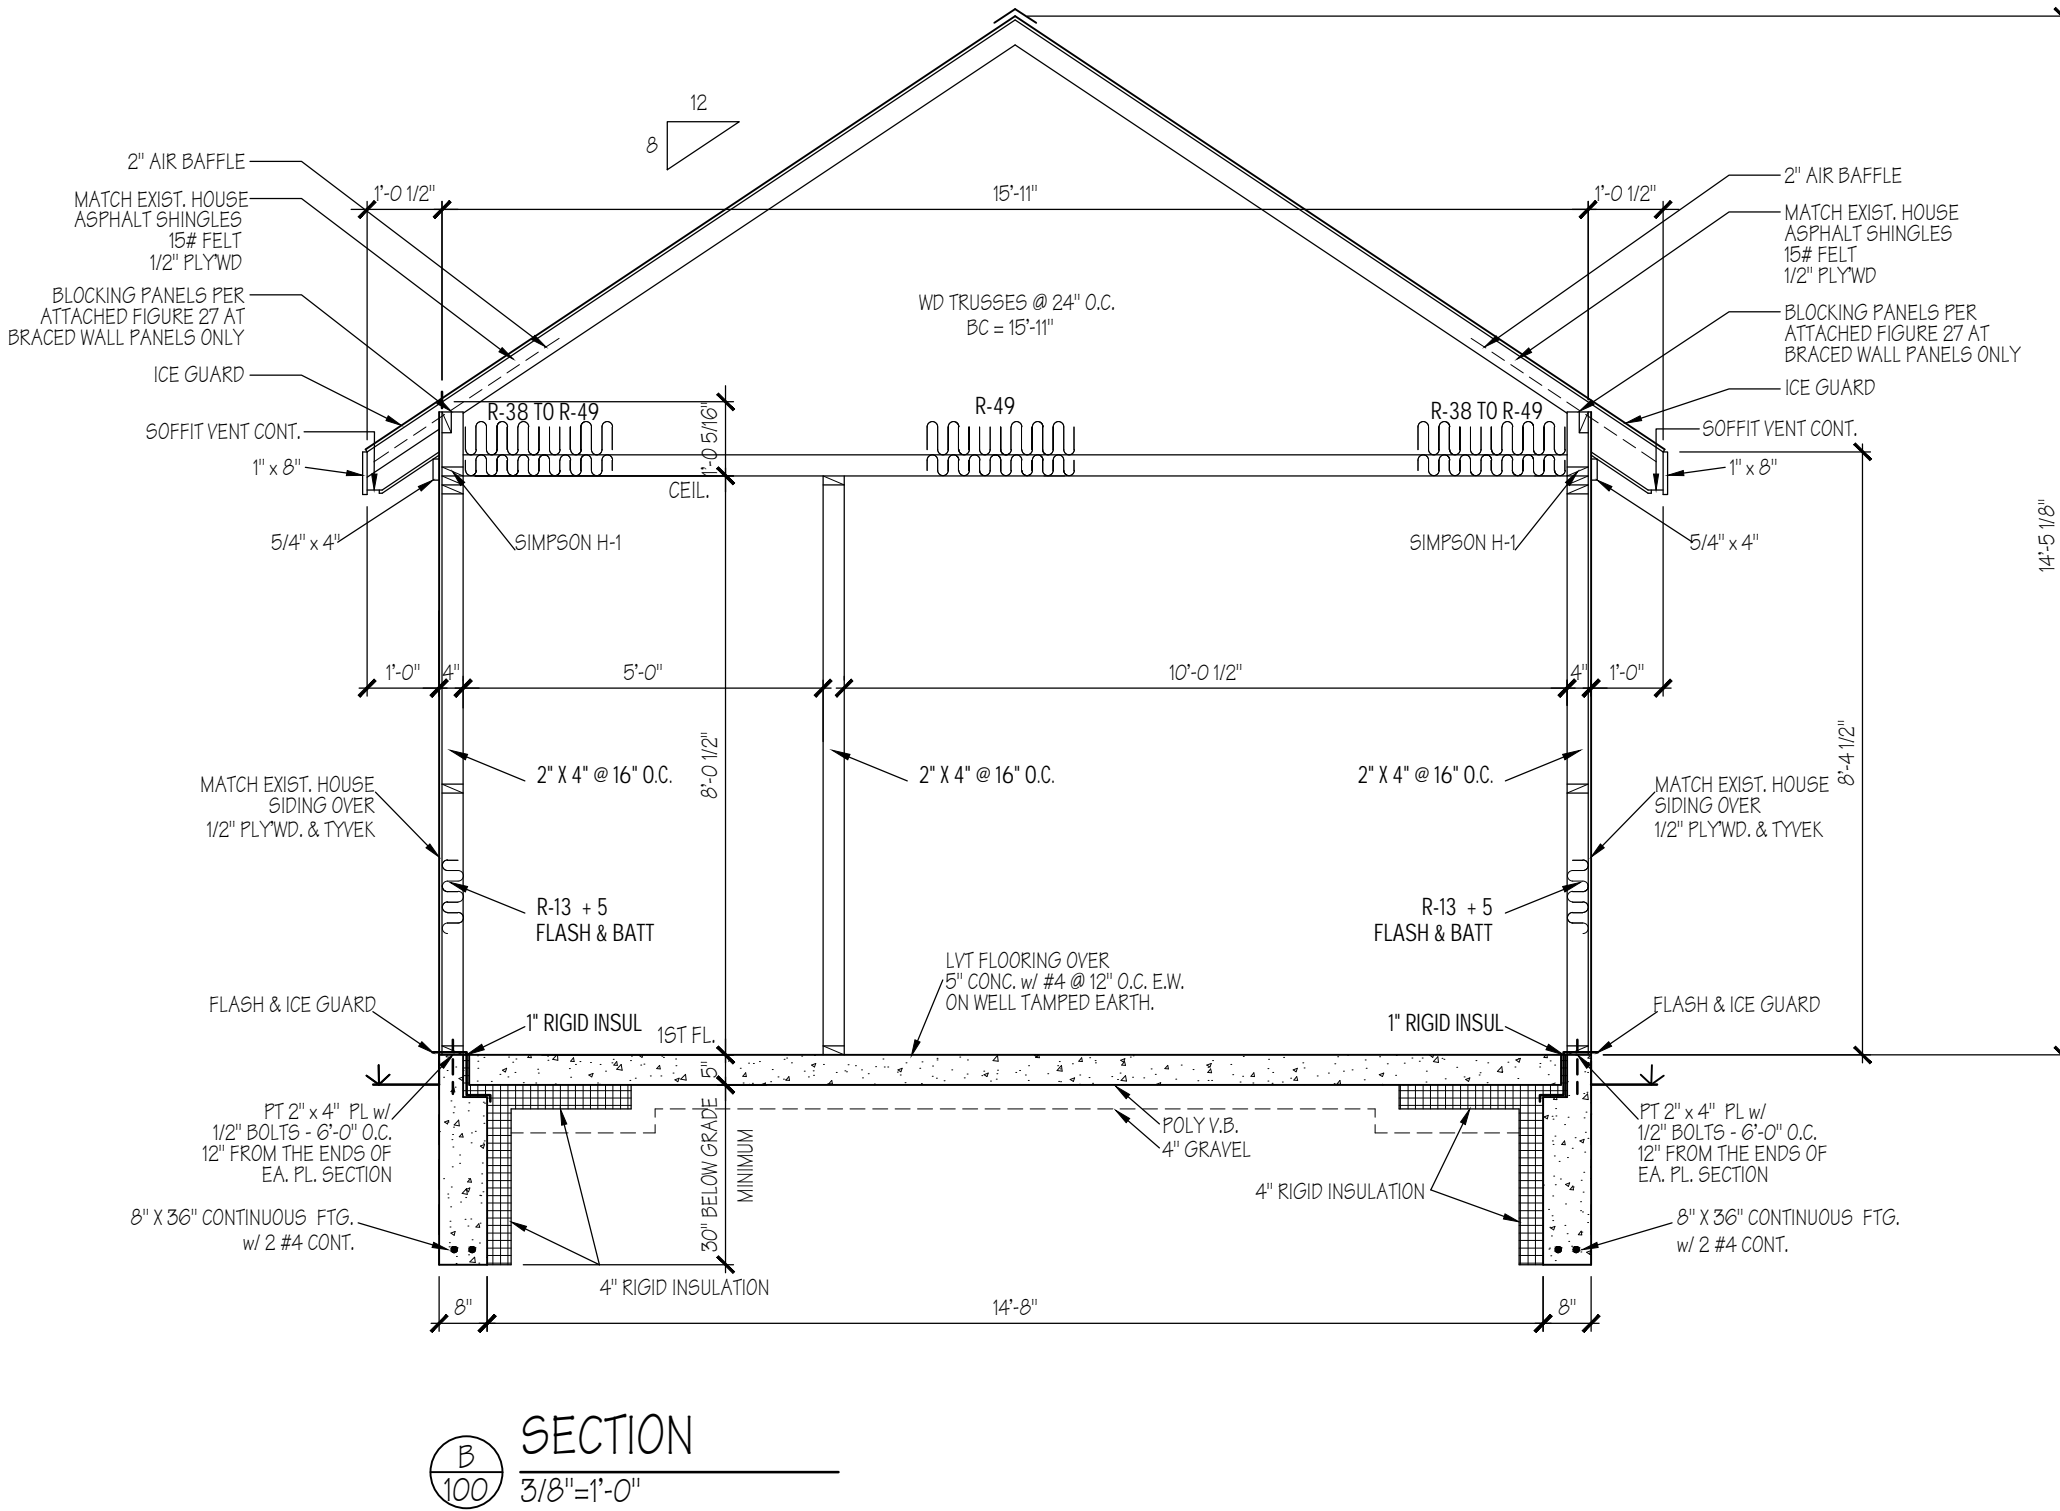 12
8
2" AIR BAFFLE
MATCH EXIST. HOUSE
ASPHALT SHINGLES
15# FELT
1/2" PLY'WD
BLOCKING PANELS PER
ATTACHED FIGURE 27 AT
BRACED WALL PANELS ONLY
ICE GUARD
SOFFIT VENT CONT.
1" x 8"
5/4" x 4"
1'-0 1/2"
15'-11"
1'-0 1/2"
2" AIR BAFFLE
MATCH EXIST. HOUSE
ASPHALT SHINGLES
15# FELT
1/2" PLY'WD
BLOCKING PANELS PER
ATTACHED FIGURE 27 AT
BRACED WALL PANELS ONLY
ICE GUARD
SOFFIT VENT CONT.
1" x 8"
5/4" x 4"
WD TRUSSES @ 24" O.C.
BC = 15'-11"
R-38 TO R-49
R-49
R-38 TO R-49
1'-0 5/16"
CEIL.
SIMPSON H-1
SIMPSON H-1
14'-5 1/8"
1'-0"
4"
5'-0"
10'-0 1/2"
4"
1'-0"
8'-0 1/2"
8'-4 1/2"
2" X 4" @ 16" O.C.
2" X 4" @ 16" O.C.
2" X 4" @ 16" O.C.
MATCH EXIST. HOUSE
SIDING OVER
1/2" PLY'WD. & TYVEK
MATCH EXIST. HOUSE
SIDING OVER
1/2" PLY'WD. & TYVEK
R-13 + 5
FLASH & BATT
R-13 + 5
FLASH & BATT
LVT FLOORING OVER
5" CONC. w/ #4 @ 12" O.C. E.W.
ON WELL TAMPED EARTH.
FLASH & ICE GUARD
1" RIGID INSUL
1ST FL.
1" RIGID INSUL
FLASH & ICE GUARD
5"
30" BELOW GRADE
MINIMUM
PT 2" x 4" PL w/
1/2" BOLTS - 6'-0" O.C.
12" FROM THE ENDS OF
EA. PL. SECTION
POLY V.B.
4" GRAVEL
PT 2" x 4" PL w/
1/2" BOLTS - 6'-0" O.C.
12" FROM THE ENDS OF
EA. PL. SECTION
8" X 36" CONTINUOUS FTG.
w/ 2 #4 CONT.
4" RIGID INSULATION
4" RIGID INSULATION
8" X 36" CONTINUOUS FTG.
w/ 2 #4 CONT.
8"
14'-8"
8"
B
100
SECTION
3/8"=1'-0"